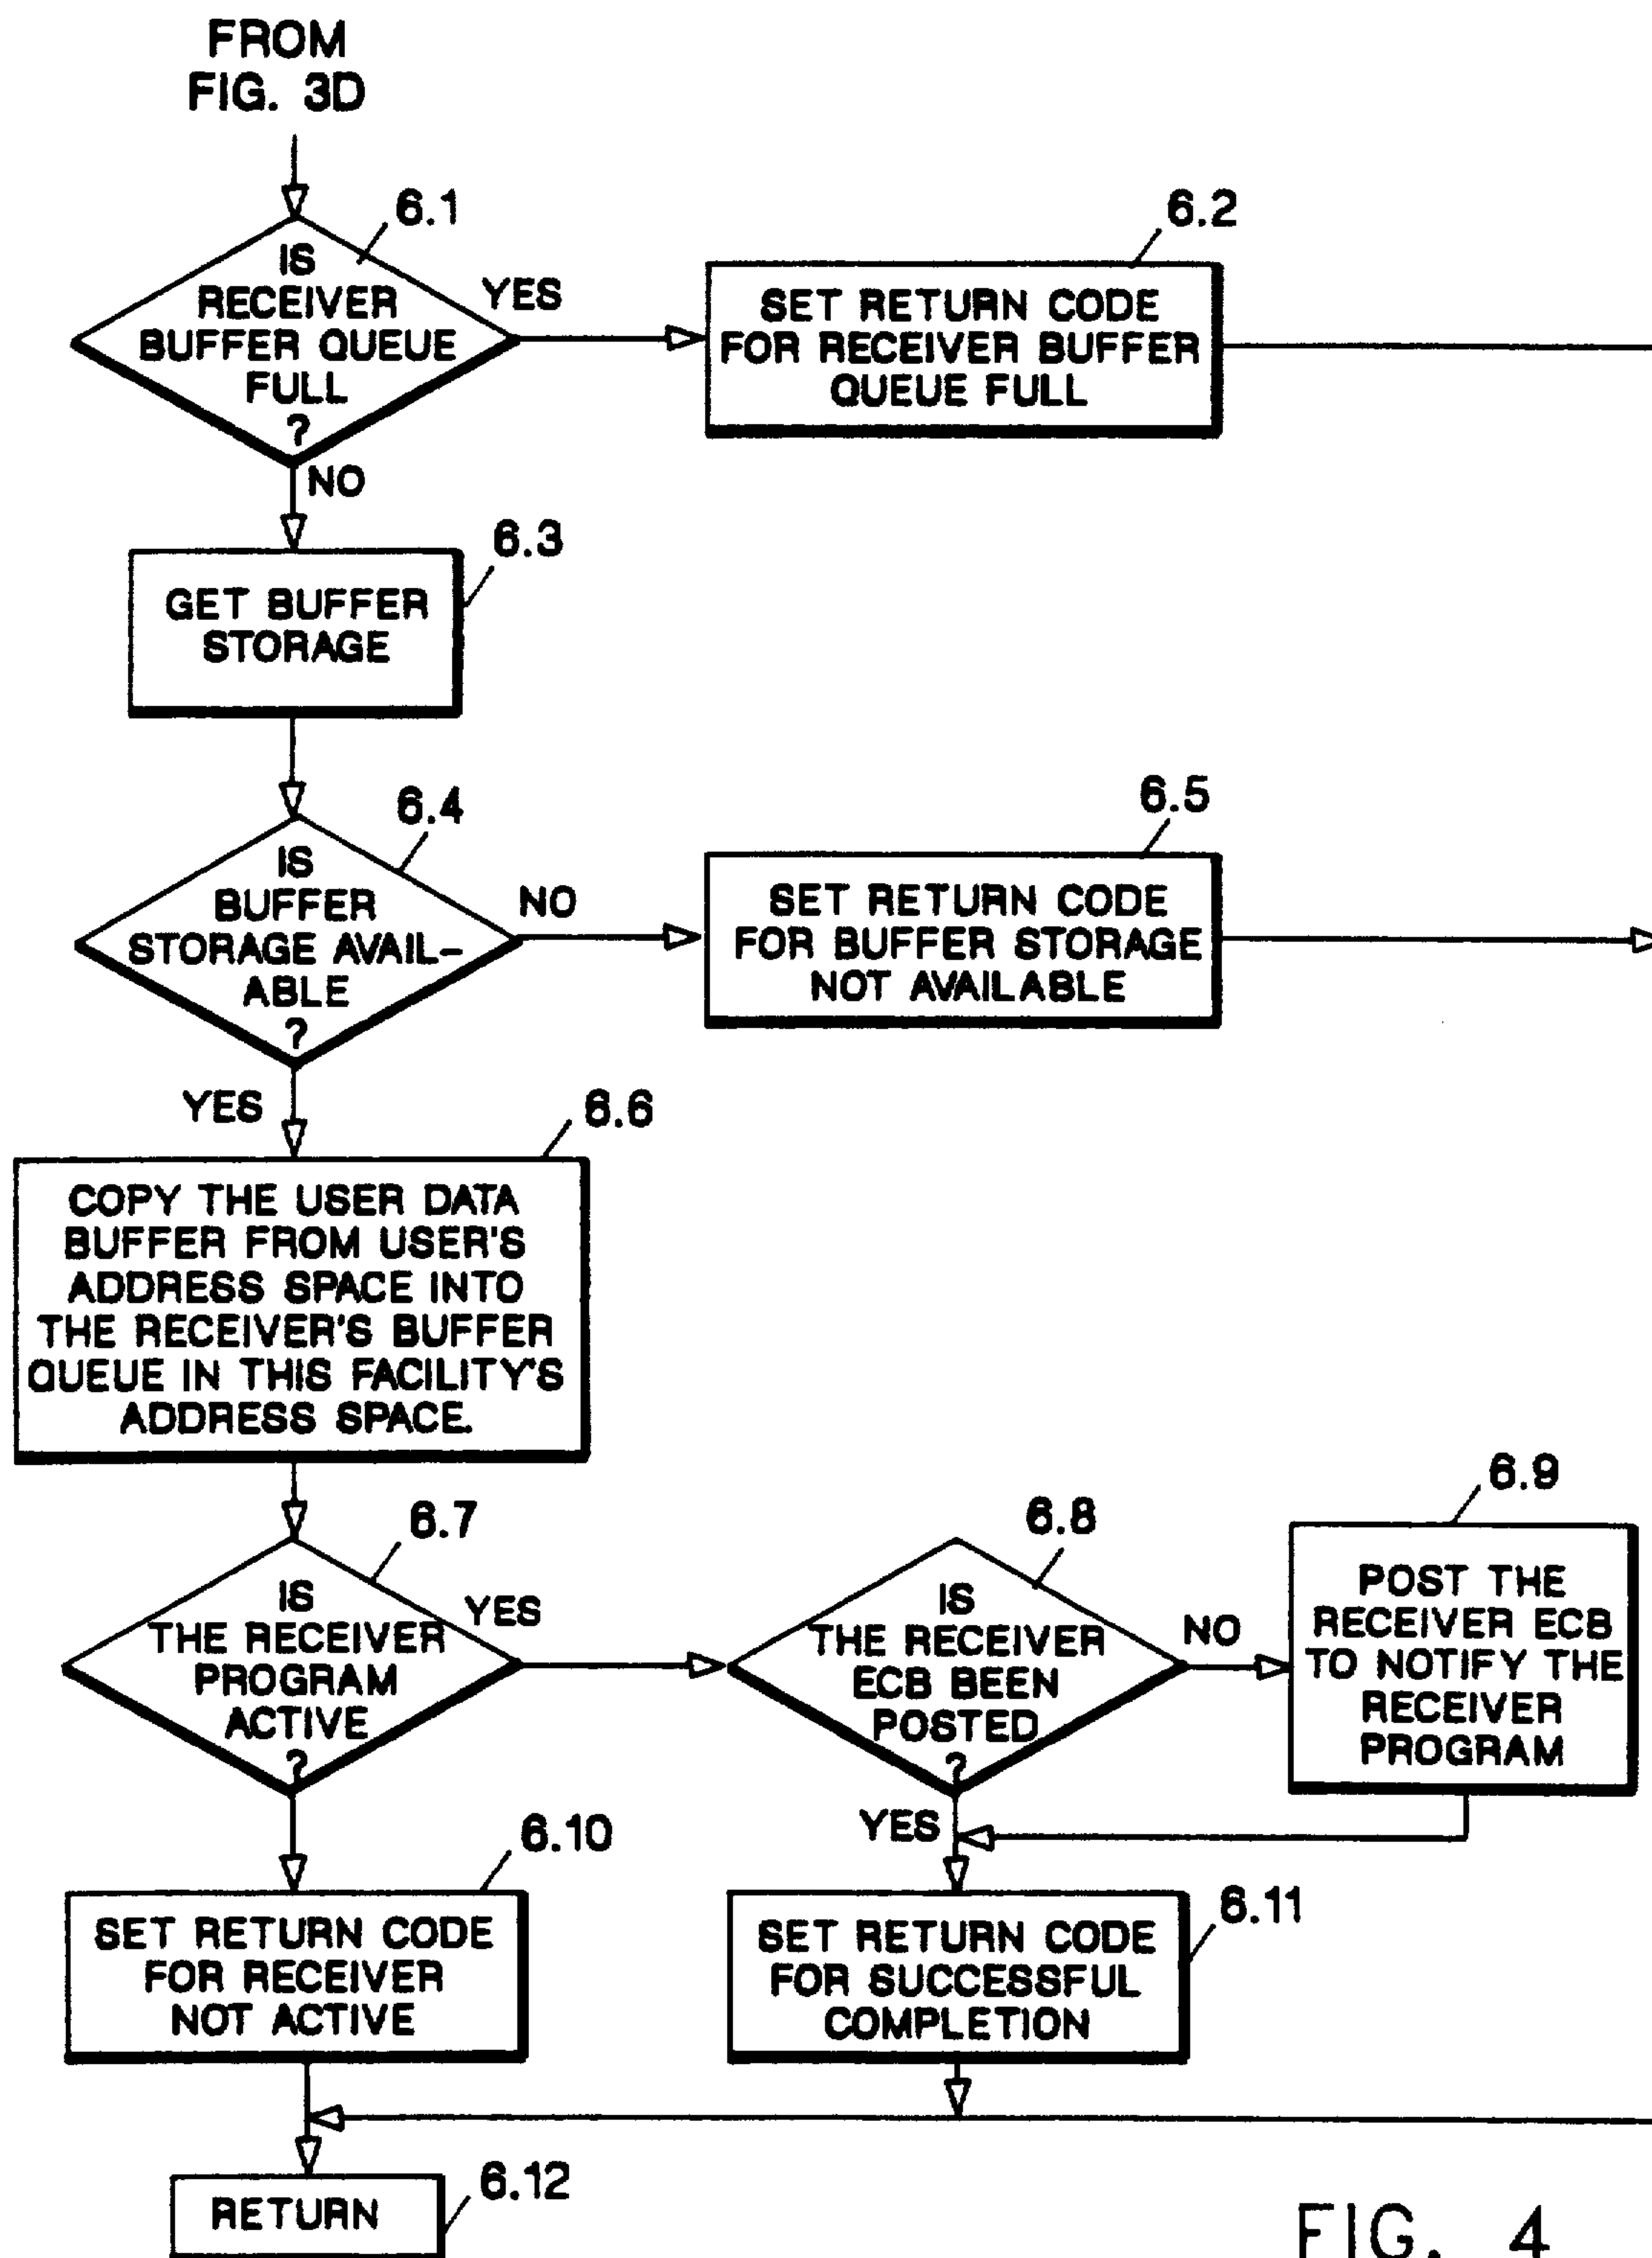 FROM
FIG. 3D
6.1
IS
RECEIVER
BUFFER QUEUE
FULL
?
YES
NO
6.2
SET RETURN CODE
FOR RECEIVER BUFFER
QUEUE FULL
6.3
GET BUFFER
STORAGE
6.4
IS
BUFFER
STORAGE AVAIL-
ABLE
?
NO
YES
6.5
SET RETURN CODE
FOR BUFFER STORAGE
NOT AVAILABLE
6.6
COPY THE USER DATA
BUFFER FROM USER'S
ADDRESS SPACE INTO
THE RECEIVER'S BUFFER
QUEUE IN THIS FACILITY'S
ADDRESS SPACE.
6.7
IS
THE RECEIVER
PROGRAM
ACTIVE
?
YES
6.8
IS
THE RECEIVER
ECB BEEN
POSTED
?
NO
YES
6.9
POST THE
RECEIVER ECB
TO NOTIFY THE
RECEIVER
PROGRAM
6.10
SET RETURN CODE
FOR RECEIVER
NOT ACTIVE
6.11
SET RETURN CODE
FOR SUCCESSFUL
COMPLETION
6.12
RETURN
FIG. 4